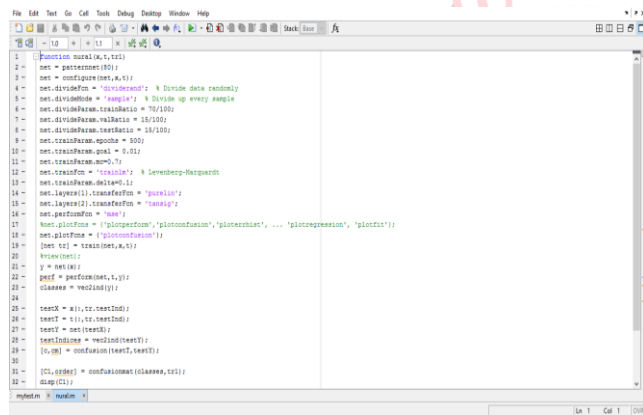 File Edit Text Go Cell Tools Debug Desktop Window Help
Stack: Base fx
- 1.0 + ÷ 1.1 ×
1 function nural(x,t,tr1)
2 - net = patternnet(80);
3 - net = configure(net,x,t);
4 - net.divideFcn = 'dividerand'; % Divide data randomly
5 - net.divideMode = 'sample'; % Divide up every sample
6 - net.divideParam.trainRatio = 70/100;
7 - net.divideParam.valRatio = 15/100;
8 - net.divideParam.testRatio = 15/100;
9 - net.trainParam.epochs = 500;
10 - net.trainParam.goal = 0.01;
11 - net.trainParam.mc=0.7;
12 - net.trainFcn = 'trainlm'; % Levenberg-Marquardt
13 - net.trainParam.delta=0.1;
14 - net.layers{1}.transferFcn = 'purelin';
15 - net.layers{2}.transferFcn = 'tansig';
16 - net.performFcn = 'mse';
17 %net.plotFcns = {'plotperform','plotconfusion','ploterrhist', ... 'plotregression', 'plotfit'};
18 - net.plotFcns = {'plotconfusion'};
19 - [net tr] = train(net,x,t);
20 %view(net);
21 - y = net(x);
22 - perf = perform(net,t,y);
23 - classes = vec2ind(y);
24
25 - testX = x(:,tr.testInd);
26 - testT = t(:,tr.testInd);
27 - testY = net(testX);
28 - testIndices = vec2ind(testY);
29 - [c,cm] = confusion(testT,testY);
30
31 - [C1,order] = confusionmat(classes,tr1);
32 - disp(C1);
mytest.m × nural.m ×
Ln 1 Col 1 OVR